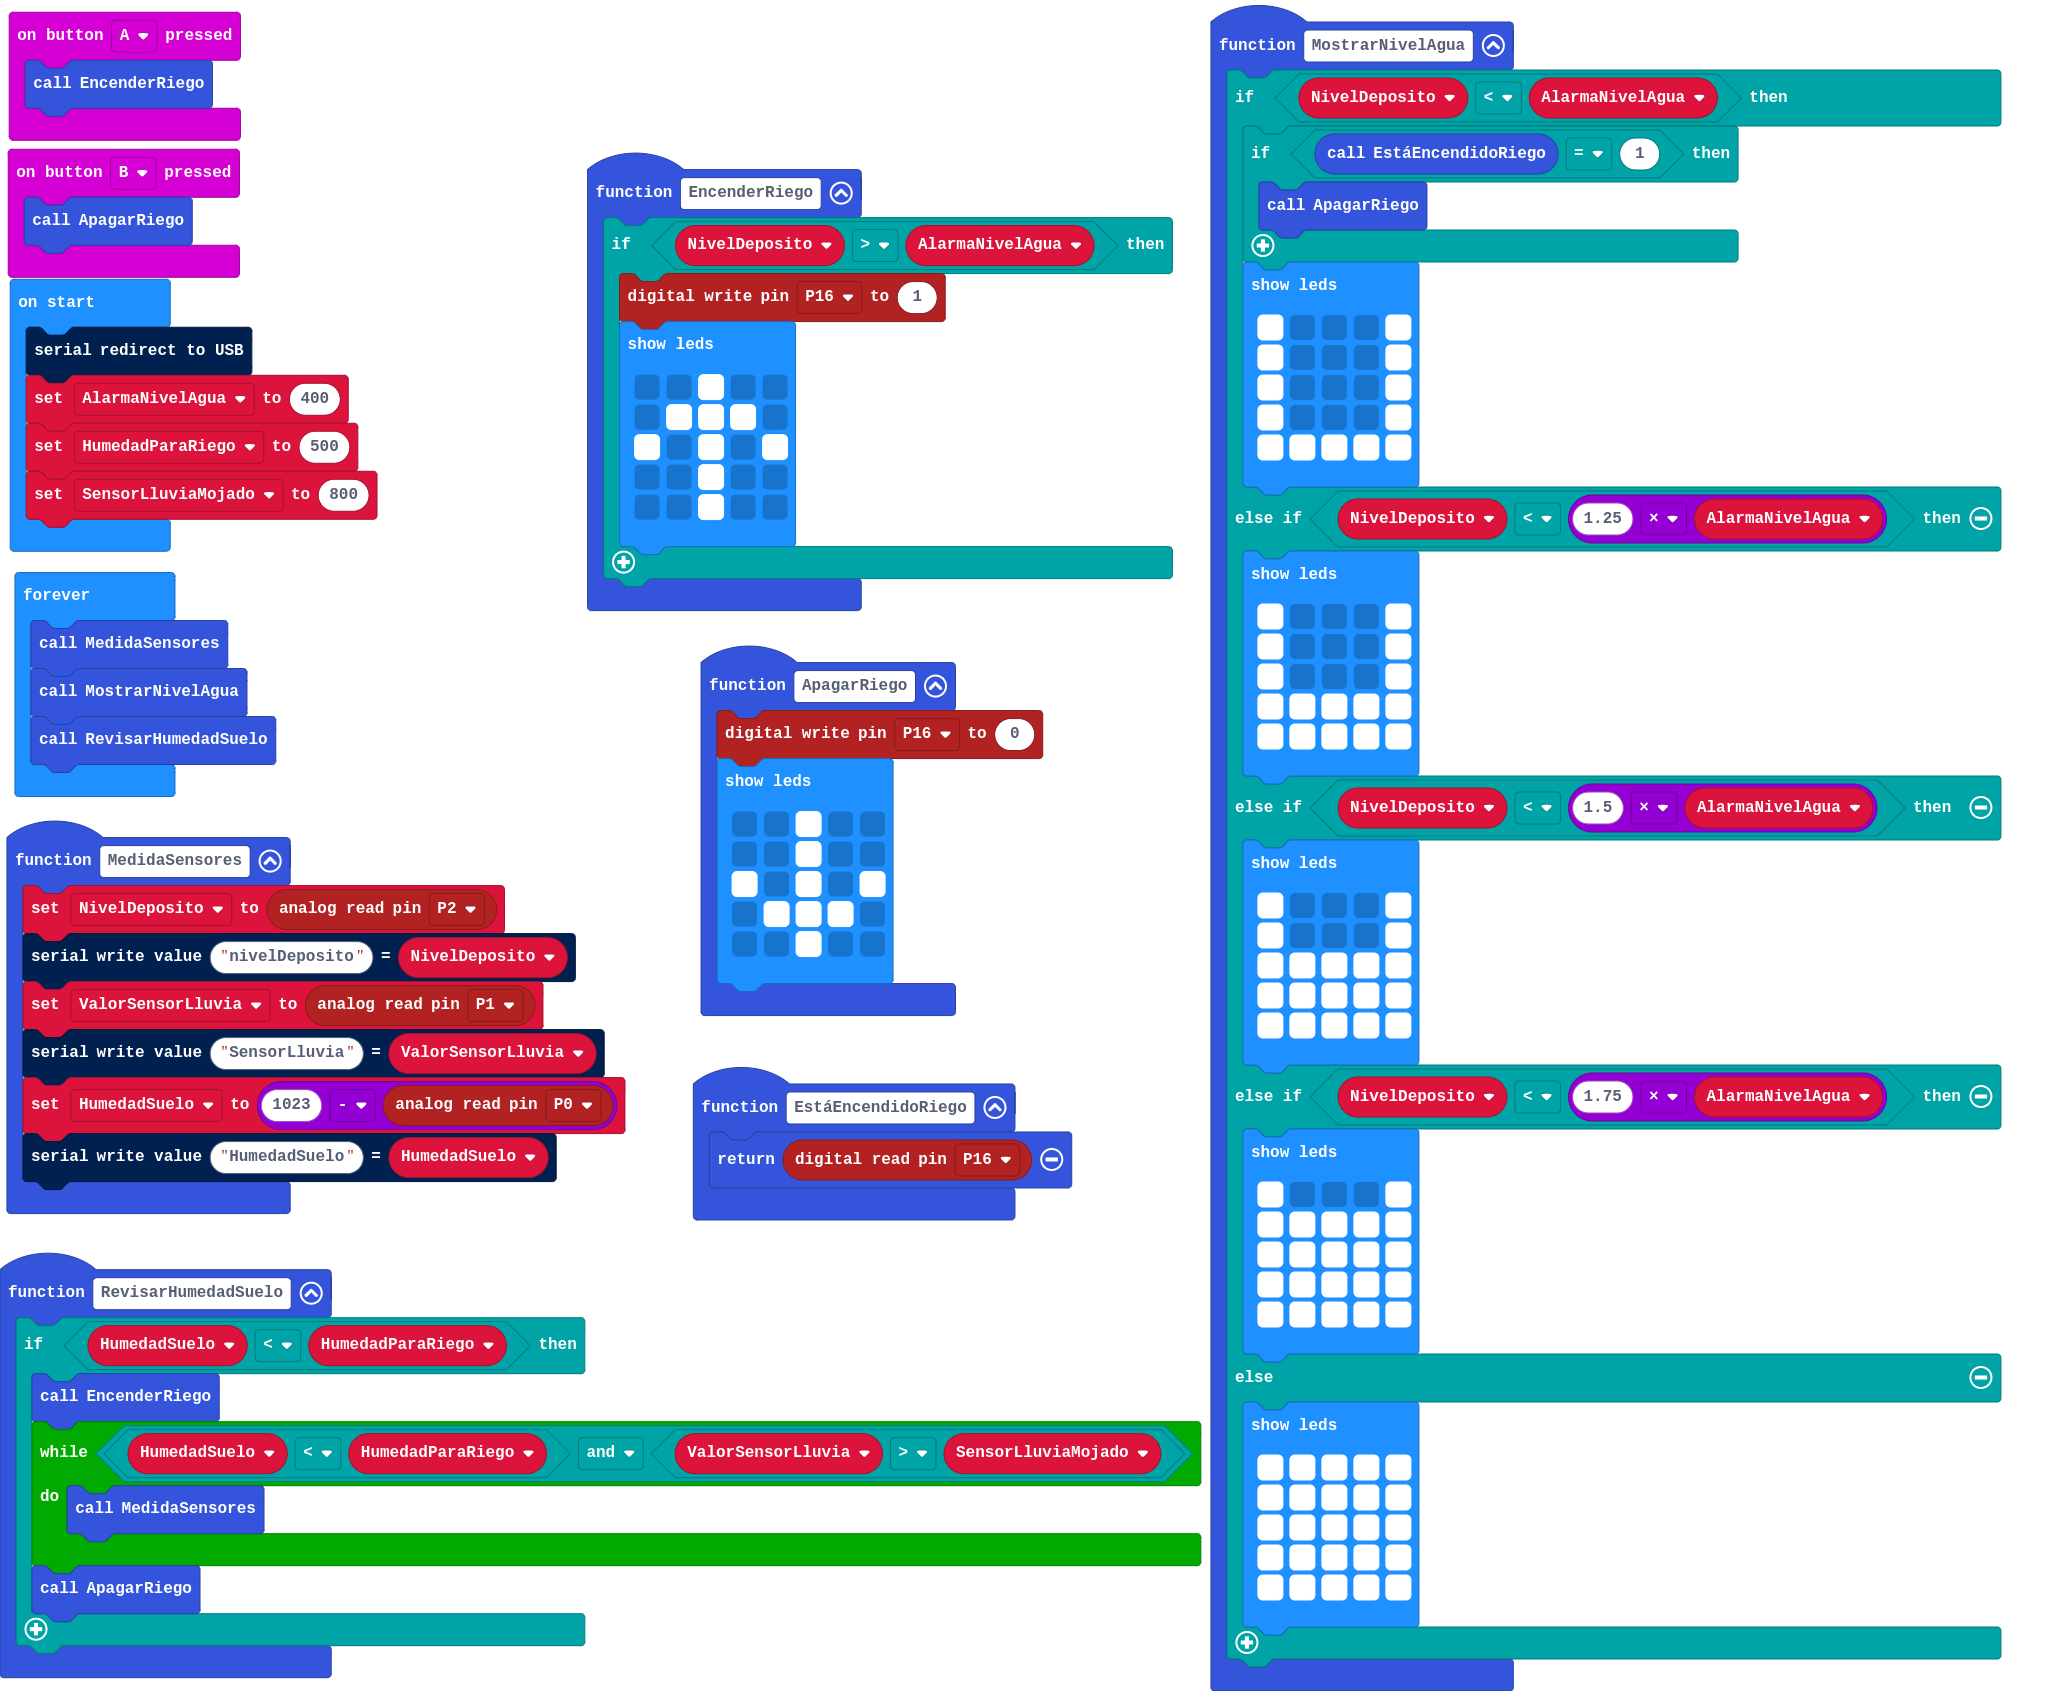 on button A pressed
call EncenderRiego
on button B pressed
call ApagarRiego
on start
serial redirect to USB
set AlarmaNivelAgua to 400
set HumedadParaRiego to 500
set SensorLluviaMojado to 800
forever
call MedidaSensores
call MostrarNivelAgua
call RevisarHumedadSuelo
function MedidaSensores
set NivelDeposito to analog read pin P2
serial write value "nivelDeposito" = NivelDeposito
set ValorSensorLluvia to analog read pin P1
serial write value "SensorLluvia" = ValorSensorLluvia
set HumedadSuelo to 1023 - analog read pin P0
serial write value "HumedadSuelo" = HumedadSuelo
function RevisarHumedadSuelo
if HumedadSuelo < HumedadParaRiego then
call EncenderRiego
while HumedadSuelo < HumedadParaRiego and ValorSensorLluvia > SensorLluviaMojado
do call MedidaSensores
call ApagarRiego
function EncenderRiego
if NivelDeposito > AlarmaNivelAgua then
digital write pin P16 to 1
show leds
function ApagarRiego
digital write pin P16 to 0
show leds
function EstáEncendidoRiego
return digital read pin P16
function MostrarNivelAgua
if NivelDeposito < AlarmaNivelAgua then
if call EstáEncendidoRiego = 1 then
call ApagarRiego
show leds
else if NivelDeposito < 1.25 × AlarmaNivelAgua then
show leds
else if NivelDeposito < 1.5 × AlarmaNivelAgua then
show leds
else if NivelDeposito < 1.75 × AlarmaNivelAgua then
show leds
else
show leds